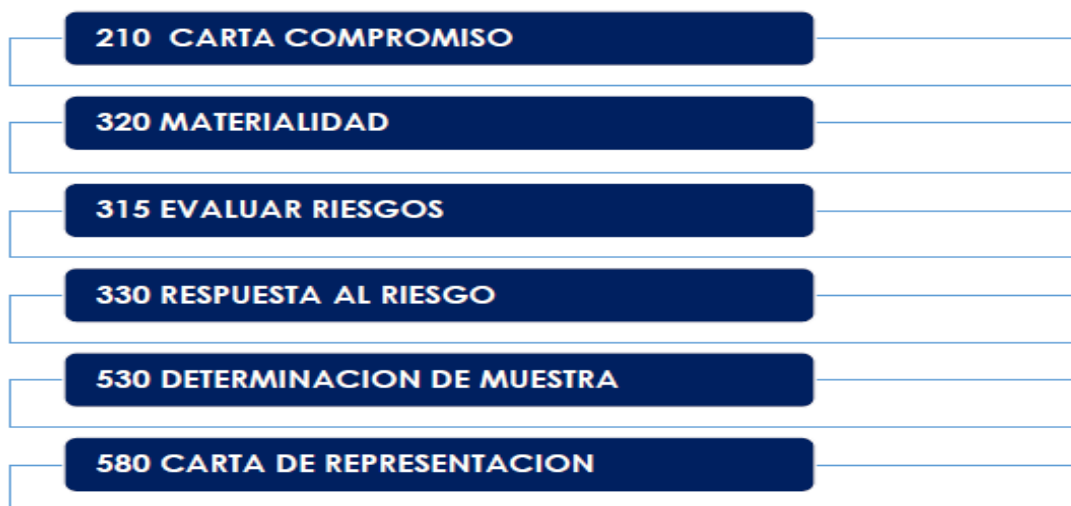 210 CARTA COMPROMISO
320 MATERIALIDAD
315 EVALUAR RIESGOS
330 RESPUESTA AL RIESGO
530 DETERMINACION DE MUESTRA
580 CARTA DE REPRESENTACION